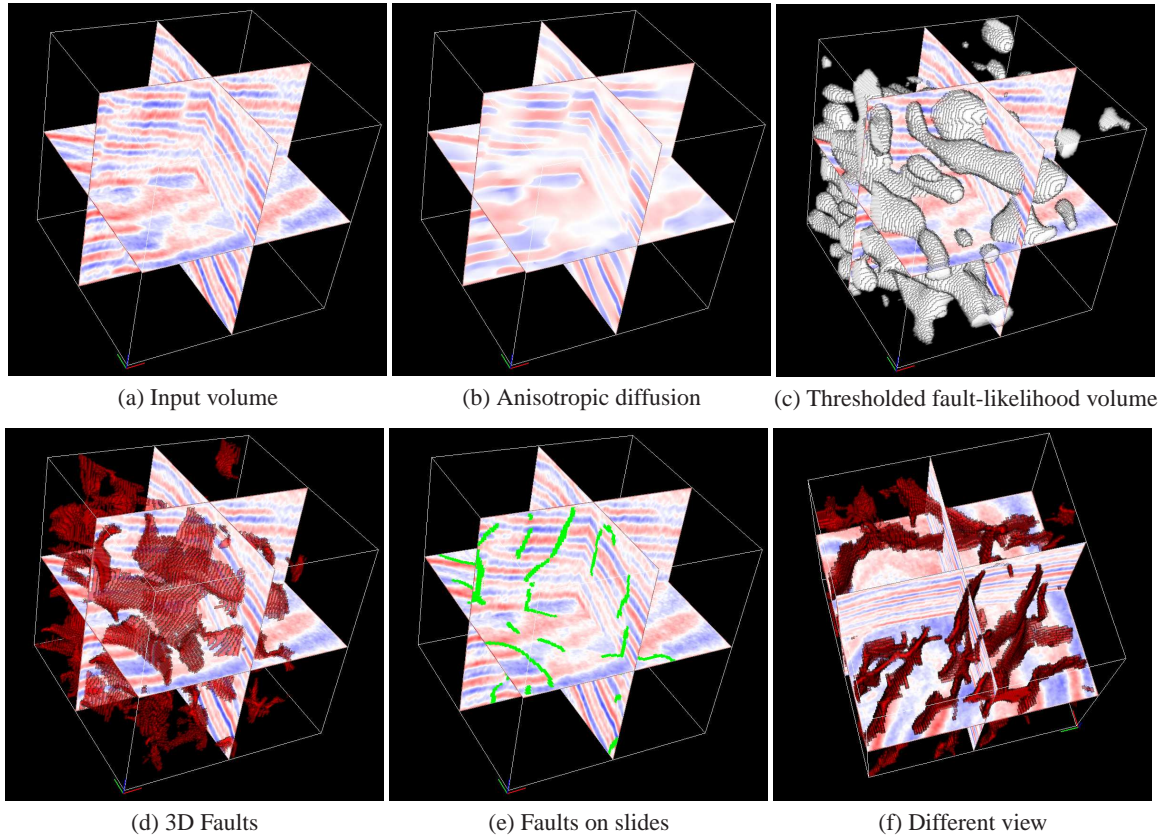 (a) Input volume
(b) Anisotropic diffusion
(c) Thresholded fault-likelihood volume
(d) 3D Faults
(e) Faults on slides
(f) Different view